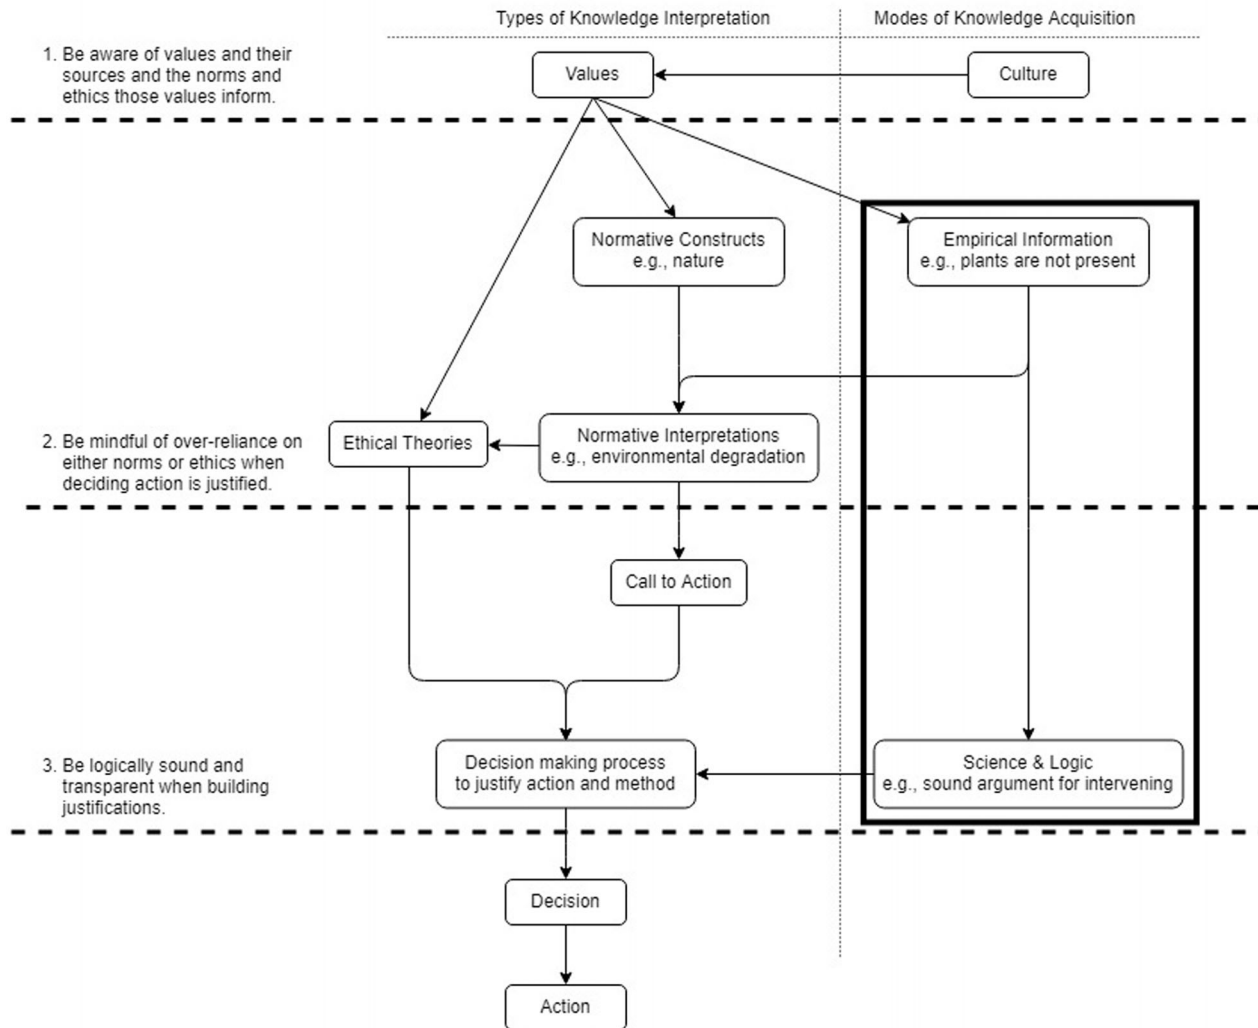 Types of Knowledge Interpretation
Modes of Knowledge Acquisition
1. Be aware of values and their
sources and the norms and
ethics those values inform.
Values
Culture
Normative Constructs
e.g., nature
Empirical Information
e.g., plants are not present
2. Be mindful of over-reliance on
either norms or ethics when
deciding action is justified.
Ethical Theories
Normative Interpretations
e.g., environmental degradation
Call to Action
3. Be logically sound and
transparent when building
justifications.
Decision making process
to justify action and method
Science & Logic
e.g., sound argument for intervening
Decision
Action